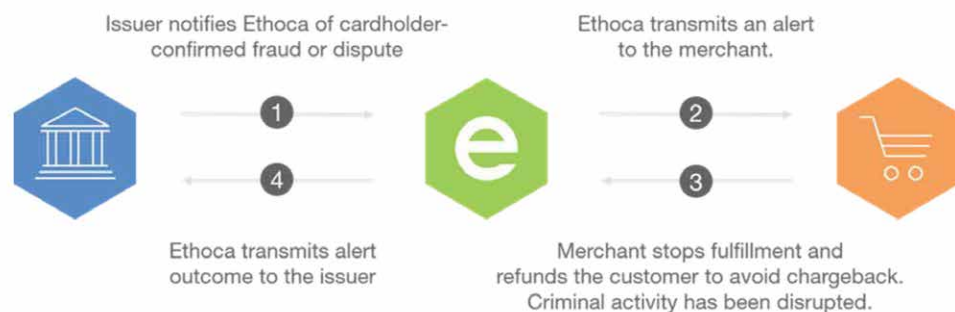 Issuer notifies Ethoca of cardholder-
confirmed fraud or dispute
Ethoca transmits an alert
to the merchant.
1
2
e
4
3
Ethoca transmits alert
outcome to the issuer
Merchant stops fulfillment and
refunds the customer to avoid chargeback.
Criminal activity has been disrupted.